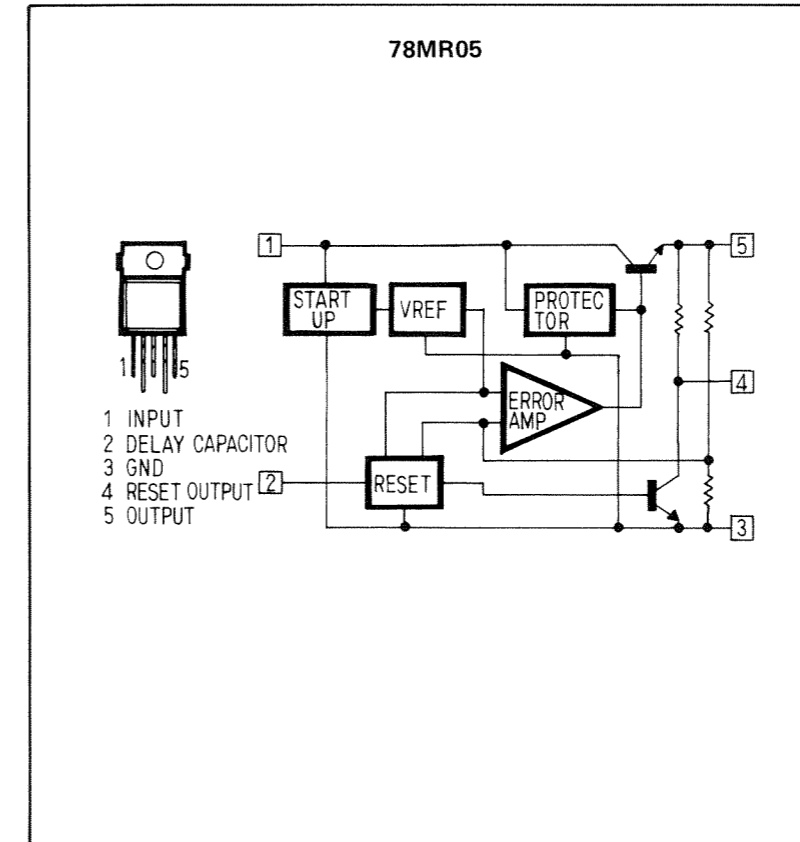 78MR05
1
5
START
UP
VREF
PROTEC
TOR
1
5
4
ERROR
AMP
1 INPUT
2 DELAY CAPACITOR
3 GND
4 RESET OUTPUT
5 OUTPUT
2
RESET
3